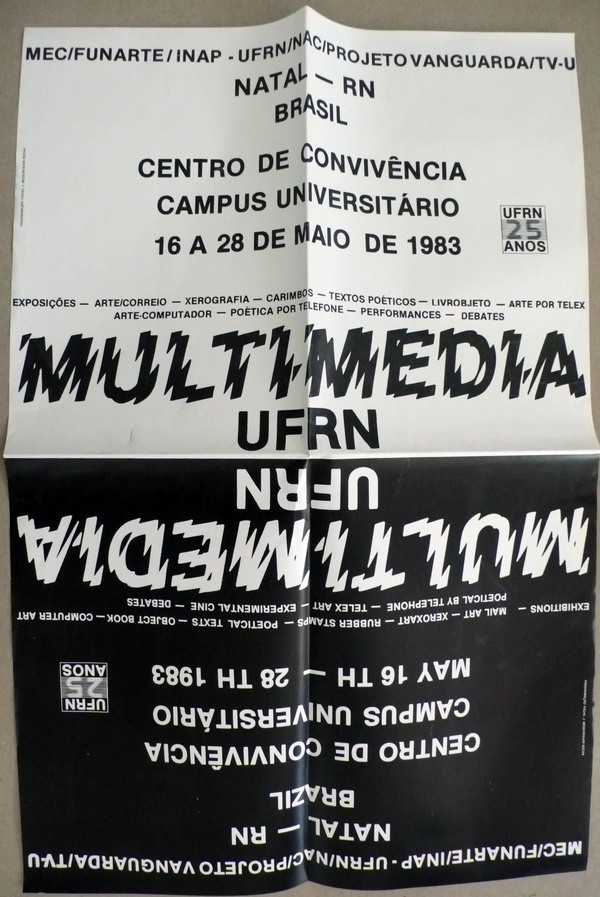 MEC/FUNARTE/INAP - UFRN/NAC/PROJETO VANGUARDA/TV-U
NATAL — RN
BRASIL
CENTRO DE CONVIVÊNCIA
CAMPUS UNIVERSITÁRIO
16 A 28 DE MAIO DE 1983
UFRN
25
ANOS
EXPOSIÇÕES — ARTE/CORREIO — XEROGRAFIA — CARIMBOS — TEXTOS POÉTICOS — LIVROBJETO — ARTE POR TELEX
ARTE-COMPUTADOR — POÉTICA POR TELEFONE — PERFORMANCES — DEBATES
MULTIMEDIA
UFRN
UFRN
MULTIMEDIA
EXHIBITIONS — MAIL ART — XEROXART — RUBBER STAMPS — POETICAL TEXTS — OBJECT BOOK — COMPUTER ART
POETICAL BY TELEPHONE — TELEX ART — EXPERIMENTAL CINE — DEBATES
MAY 16 TH — 28 TH 1983
UFRN
25
ANOS
CAMPUS UNIVERSITÁRIO
CENTRO DE CONVIVÊNCIA
BRAZIL
NATAL — RN
MEC/FUNARTE/INAP - UFRN/NAC/PROJETO VANGUARDA/TV-U